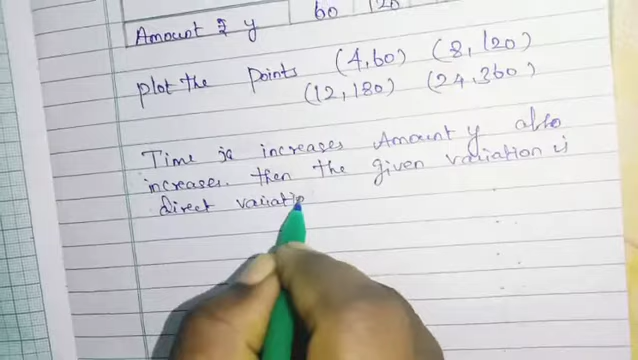 Amount ₹ y 60 120
plot the points (4,60) (8,120)
(12,180) (24,360)
Time x increases Amount y also
increases. then the given variation is
direct variatio